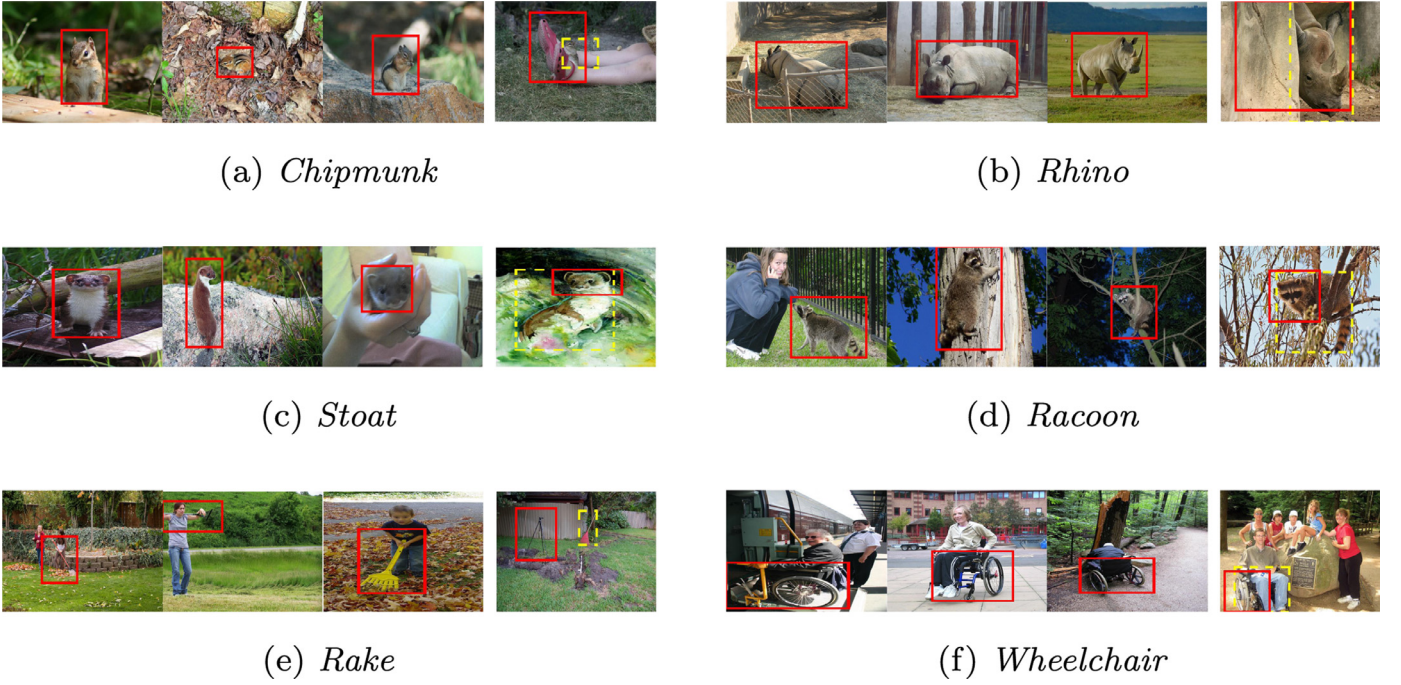 (a) Chipmunk
(b) Rhino
(c) Stoat
(d) Racoon
(e) Rake
(f) Wheelchair